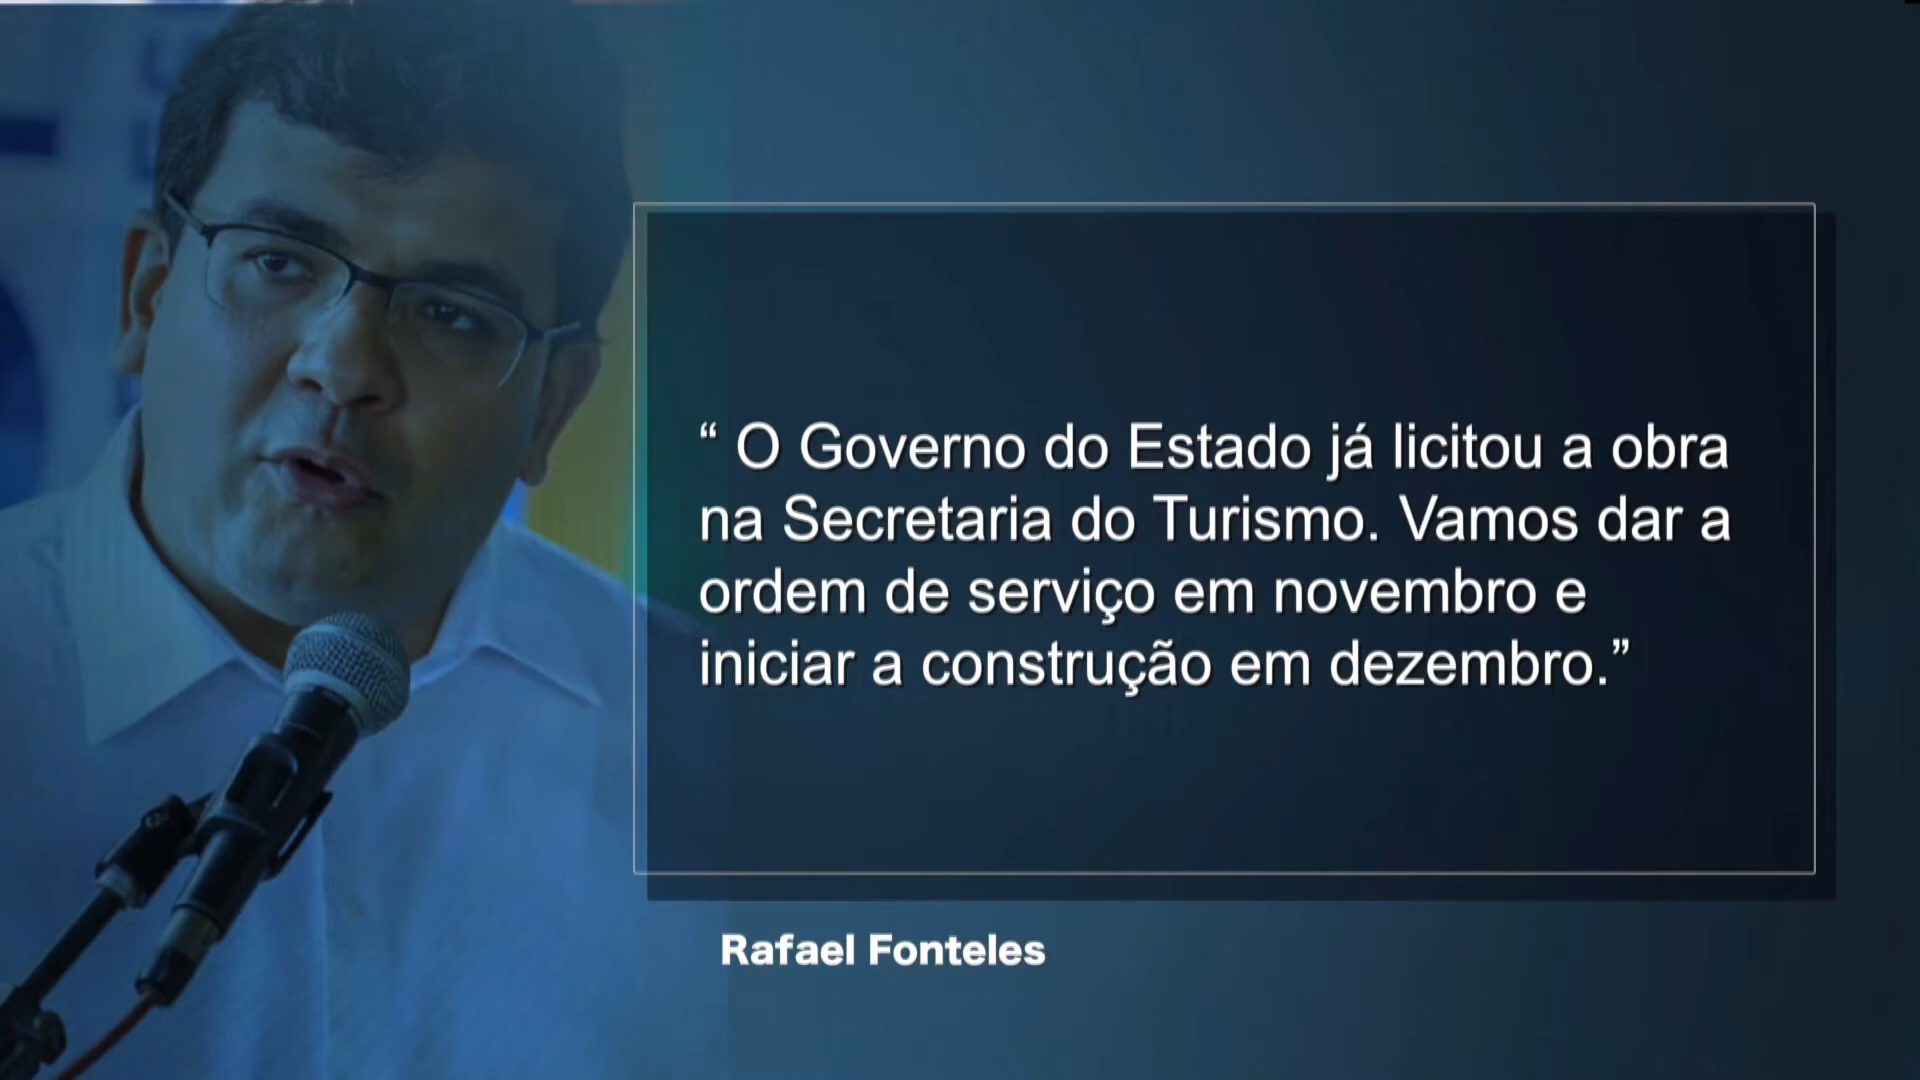 “ O Governo do Estado já licitou a obra
na Secretaria do Turismo. Vamos dar a
ordem de serviço em novembro e
iniciar a construção em dezembro.”
Rafael Fonteles